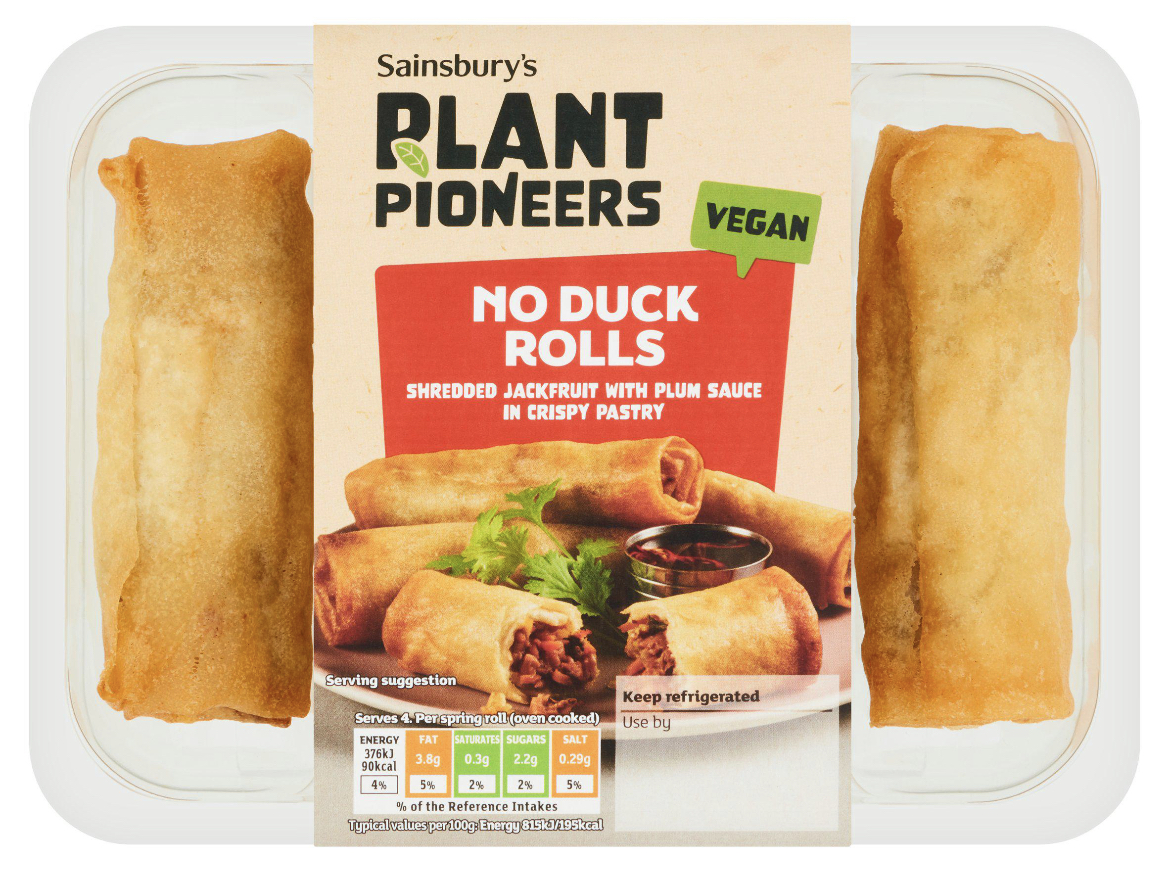 Sainsbury's
PLANT
PIONEERS
VEGAN
NO DUCK
ROLLS
SHREDDED JACKFRUIT WITH PLUM SAUCE
IN CRISPY PASTRY
Serving suggestion
Keep refrigerated
Use by
Serves 4. Per spring roll (oven cooked)
ENERGY FAT SATURATES SUGARS SALT
376kJ
90kcal 3.8g 0.3g 2.2g 0.29g
4% 5% 2% 2% 5%
% of the Reference Intakes
Typical values per 100g: Energy 815kJ/195kcal